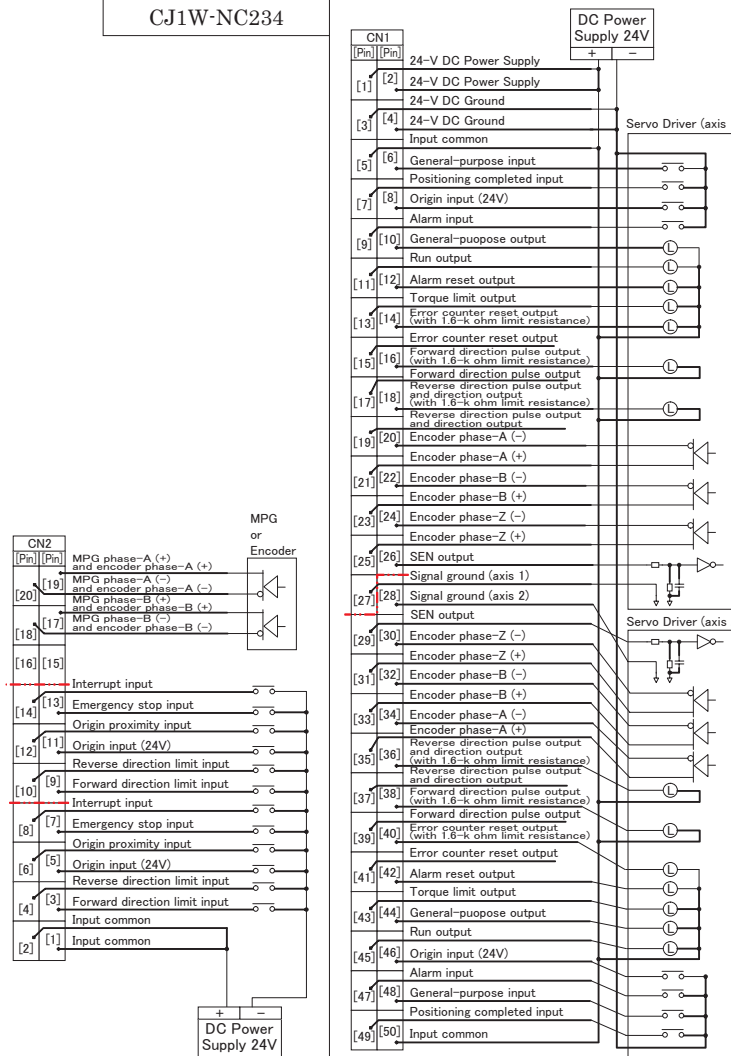 CJ1W-NC234
DC Power
Supply 24V
+ −
CN1
[Pin] [Pin]
24-V DC Power Supply
[1] [2] 24-V DC Power Supply
24-V DC Ground
[3] [4] 24-V DC Ground
Servo Driver (axis
Input common
[5] [6] General-purpose input
Positioning completed input
[7] [8] Origin input (24V)
Alarm input
[9] [10] General-puopose output
L
Run output
L
[11] [12] Alarm reset output
L
Torque limit output
L
[13] [14] Error counter reset output
(with 1.6-k ohm limit resistance)
L
Error counter reset output
[15] [16] Forward direction pulse output
(with 1.6-k ohm limit resistance)
L
Forward direction pulse output
[17] [18] Reverse direction pulse output
and direction output
(with 1.6-k ohm limit resistance)
L
Reverse direction pulse output
and direction output
[19] [20] Encoder phase-A (-)
Encoder phase-A (+)
[21] [22] Encoder phase-B (-)
Encoder phase-B (+)
[23] [24] Encoder phase-Z (-)
Encoder phase-Z (+)
[25] [26] SEN output
Signal ground (axis 1)
[27] [28] Signal ground (axis 2)
SEN output
Servo Driver (axis
[29] [30] Encoder phase-Z (-)
Encoder phase-Z (+)
[31] [32] Encoder phase-B (-)
Encoder phase-B (+)
[33] [34] Encoder phase-A (-)
Encoder phase-A (+)
[35] [36] Reverse direction pulse output
and direction output
(with 1.6-k ohm limit resistance)
L
Reverse direction pulse output
and direction output
[37] [38] Forward direction pulse output
(with 1.6-k ohm limit resistance)
L
Forward direction pulse output
[39] [40] Error counter reset output
(with 1.6-k ohm limit resistance)
L
Error counter reset output
[41] [42] Alarm reset output
L
Torque limit output
L
[43] [44] General-puopose output
L
Run output
L
[45] [46] Origin input (24V)
Alarm input
[47] [48] General-purpose input
Positioning completed input
[49] [50] Input common
MPG
or
Encoder
CN2
[Pin] [Pin]
MPG phase-A (+)
and encoder phase-A (+)
[20] [19] MPG phase-A (-)
and encoder phase-A (-)
MPG phase-B (+)
and encoder phase-B (+)
[18] [17] MPG phase-B (-)
and encoder phase-B (-)
[16] [15]
Interrupt input
[14] [13] Emergency stop input
Origin proximity input
[12] [11] Origin input (24V)
Reverse direction limit input
[10] [9] Forward direction limit input
Interrupt input
[8] [7] Emergency stop input
Origin proximity input
[6] [5] Origin input (24V)
Reverse direction limit input
[4] [3] Forward direction limit input
Input common
[2] [1] Input common
+ −
DC Power
Supply 24V